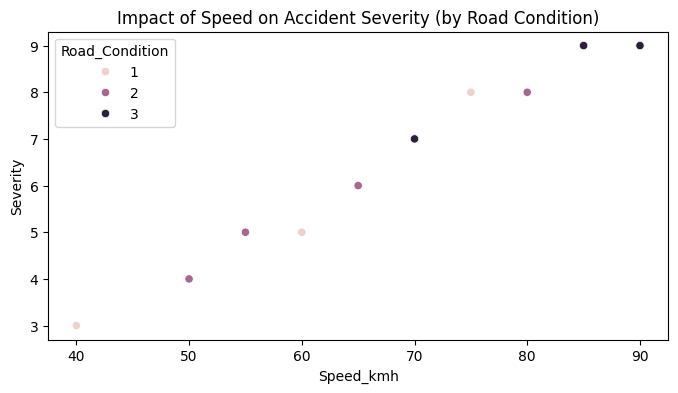 Impact of Speed on Accident Severity (by Road Condition)
Road_Condition
1
2
3
9
8
7
6
5
4
3
Severity
40 50 60 70 80 90
Speed_kmh